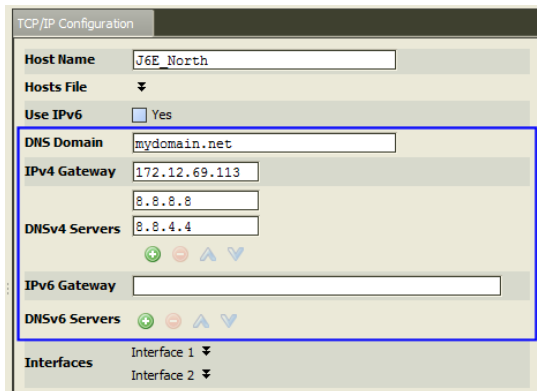 TCP/IP Configuration
Host Name J6E_North
Hosts File
Use IPv6 Yes
DNS Domain mydomain.net
IPv4 Gateway 172.12.69.113
8.8.8.8
DNSv4 Servers 8.8.4.4
IPv6 Gateway
DNSv6 Servers
Interfaces Interface 1
Interface 2